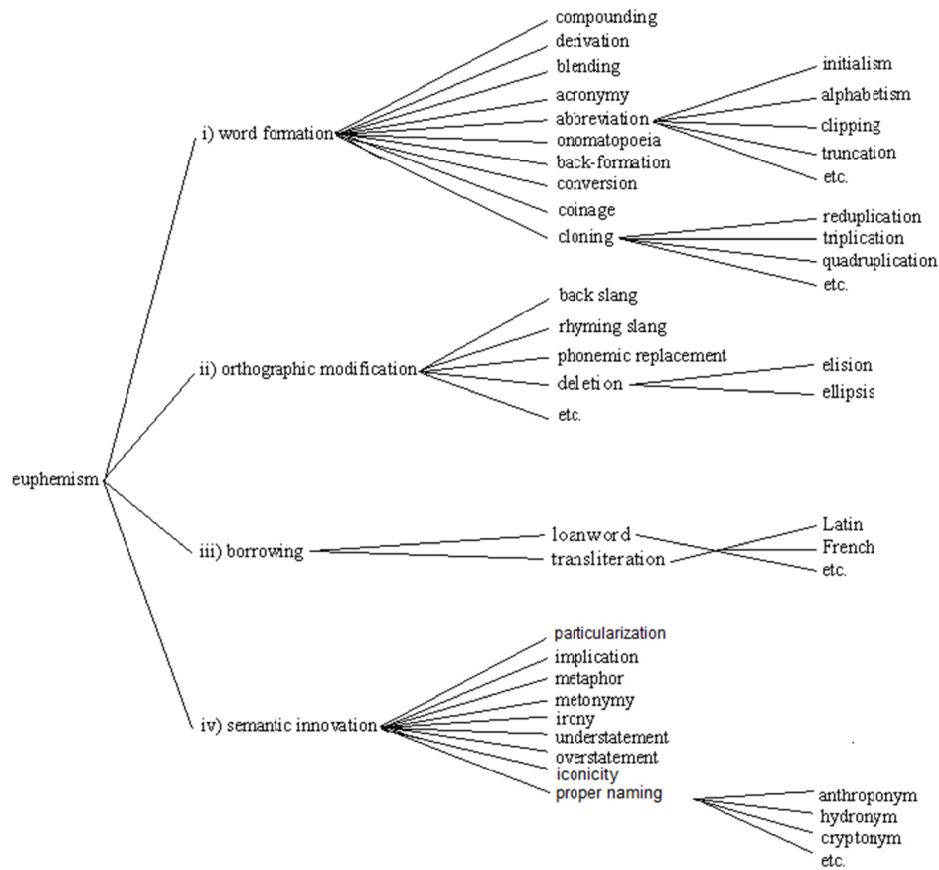 compounding
derivation
blending
acronymy
abbreviation
onomatopoeia
back-formation
conversion
coinage
cloning
initialism
alphabetism
clipping
truncation
etc.
reduplication
triplication
quadruplication
etc.
i) word formation
back slang
rhyming slang
phonemic replacement
deletion
etc.
elision
ellipsis
ii) orthographic modification
euphemism
iii) borrowing
loanword
transliteration
Latin
French
etc.
particularization
implication
metaphor
metonymy
irony
understatement
overstatement
iconicity
proper naming
iv) semantic innovation
anthroponym
hydronym
cryptonym
etc.